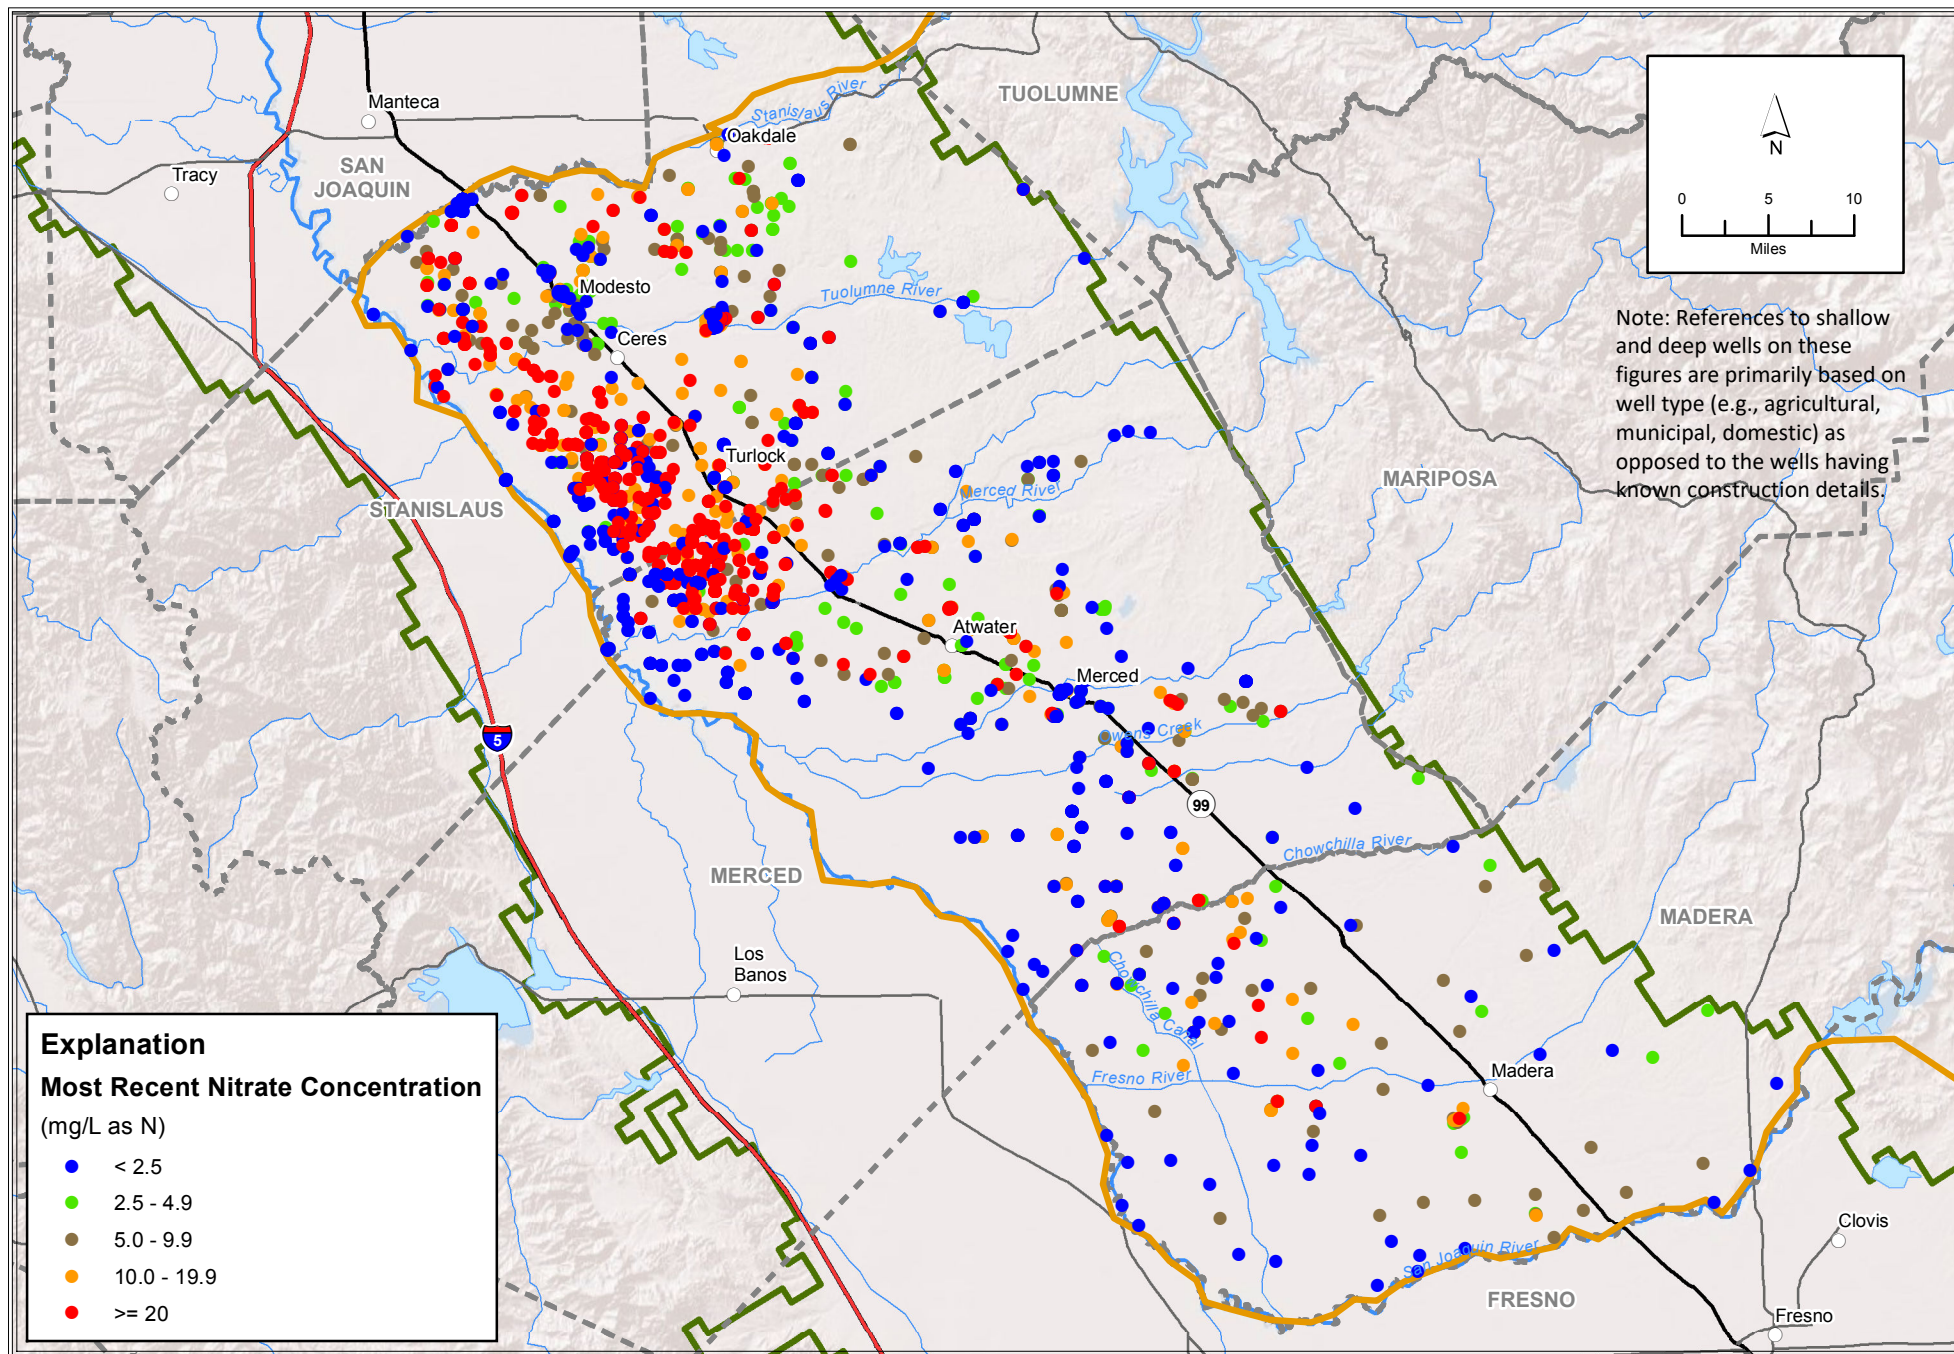 Manteca
Tracy
SAN
JOAQUIN
Oakdale
Stanislaus River
TUOLUMNE
N
0 5 10
Miles
Modesto
Tuolumne River
Ceres
Note: References to shallow
and deep wells on these
figures are primarily based on
well type (e.g., agricultural,
municipal, domestic) as
opposed to the wells having
known construction details.
Turlock
Merced River
STANISLAUS
MARIPOSA
Atwater
Merced
Owens Creek
5
99
Chowchilla River
MERCED
MADERA
Los
Banos
Chowchilla Canal
Fresno River
Madera
San Joaquin River
Clovis
FRESNO
Fresno
Explanation
Most Recent Nitrate Concentration
(mg/L as N)
< 2.5
2.5 - 4.9
5.0 - 9.9
10.0 - 19.9
>= 20